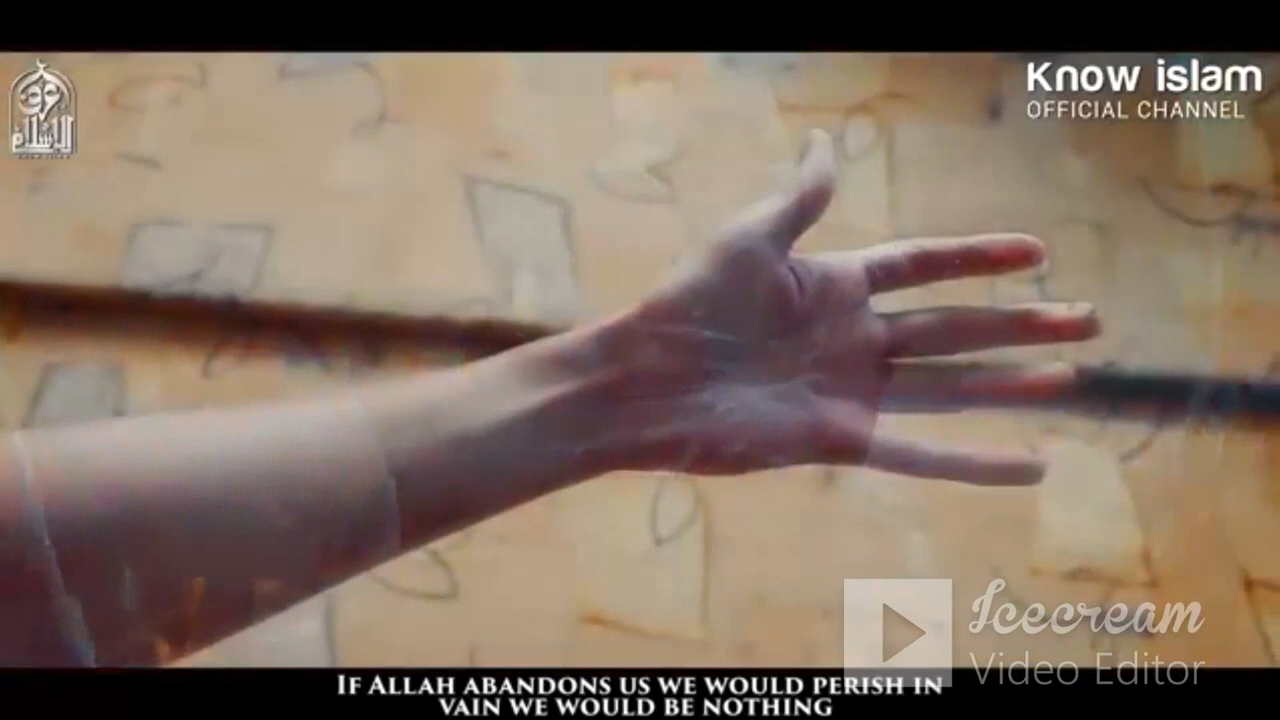 Know islam
OFFICIAL CHANNEL
Icecream
Video Editor
IF ALLAH ABANDONS US WE WOULD PERISH IN
VAIN WE WOULD BE NOTHING